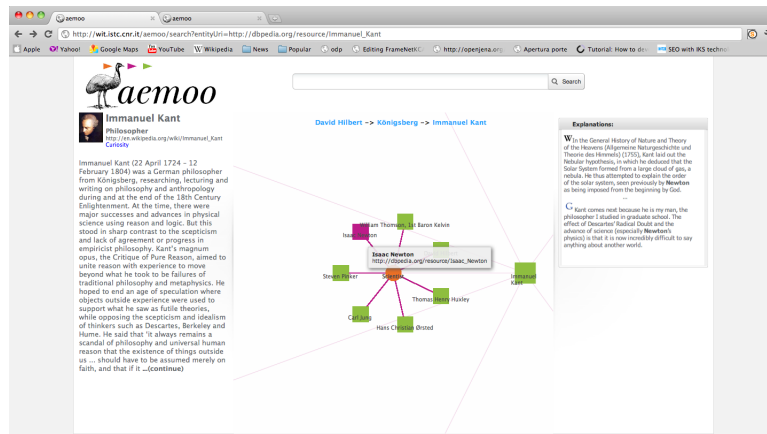 aemoo
aemoo
http://wit.istc.cnr.it/aemoo/search?entityUri=http://dbpedia.org/resource/Immanuel_Kant
Apple Yahoo! Google Maps YouTube Wikipedia News Popular odp Editing FrameNetKC http://openjena.org Apertura porte Tutorial: How to SEO with IKS
aemoo
Search
Immanuel Kant
Philosopher
http://en.wikipedia.org/wiki/Immanuel_Kant
Curiosity
David Hilbert -> Königsberg -> Immanuel Kant
Immanuel Kant (22 April 1724 – 12
February 1804) was a German philosopher
from Königsberg, researching, lecturing and
writing on philosophy and anthropology
during and at the end of the 18th Century
Enlightenment. At the time, there were
major successes and advances in physical
science using reason and logic. But this
stood in sharp contrast to the scepticism
and lack of agreement or progress in
empiricist philosophy. Kant's magnum
opus, the Critique of Pure Reason, aimed to
unite reason with experience to move
beyond what he took to be failures of
traditional philosophy and metaphysics. He
hoped to end an age of speculation where
objects outside experience were used to
support what he saw as futile theories,
while opposing the scepticism and idealism
of thinkers such as Descartes, Berkeley and
Hume. He said that 'it always remains a
scandal of philosophy and universal human
reason that the existence of things outside
us ... should have to be assumed merely on
faith, and that if it ...(continue)
William Thomson, 1st Baron Kelvin
Isaac Newton
Isaac Newton
http://dbpedia.org/resource/Isaac_Newton
Steven Pinker
Scientist
Immanuel
Kant
Thomas Henry Huxley
Carl Jung
Hans Christian Ørsted
Explanations:
In the General History of Nature and Theory
of the Heavens (Allgemeine Naturgeschichte und
Theorie des Himmels) (1755), Kant laid out the
Nebular hypothesis, in which he deduced that the
Solar System formed from a large cloud of gas, a
nebula. He thus attempted to explain the order
of the solar system, seen previously by Newton
as being imposed from the beginning by God.
...
Kant comes next because he is my man, the
philosopher I studied in graduate school. The
effect of Descartes' Radical Doubt and the
advance of science (especially Newton's
physics) is that it is now incredibly difficult to say
anything about another world.